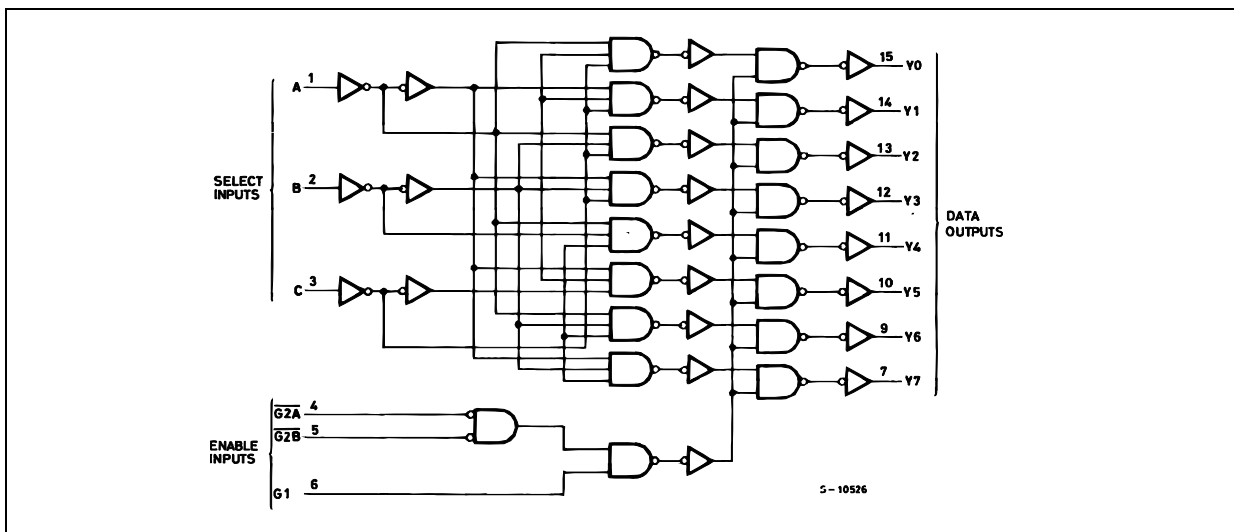 A 1
B 2
C 3
SELECT
INPUTS
G2A 4
G2B 5
G1 6
ENABLE
INPUTS
15 Y0
14 Y1
13 Y2
12 Y3
11 Y4
10 Y5
9 Y6
7 Y7
DATA
OUTPUTS
S-10526